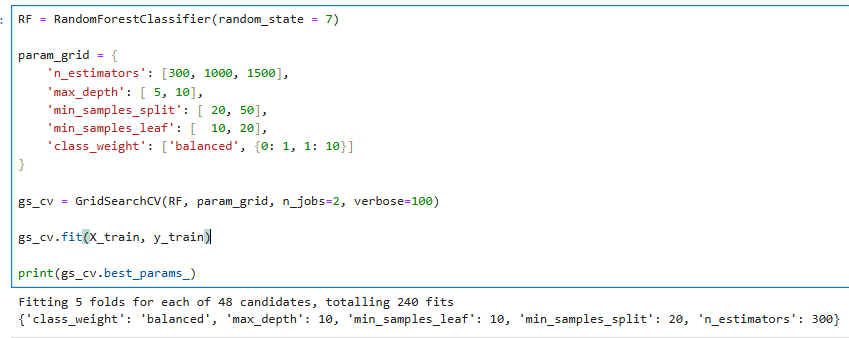 :
RF = RandomForestClassifier(random_state = 7)
param_grid = {
    'n_estimators': [300, 1000, 1500],
    'max_depth': [ 5, 10],
    'min_samples_split': [ 20, 50],
    'min_samples_leaf': [  10, 20],
    'class_weight': ['balanced', {0: 1, 1: 10}]
}
gs_cv = GridSearchCV(RF, param_grid, n_jobs=2, verbose=100)
gs_cv.fit(X_train, y_train)
print(gs_cv.best_params_)
Fitting 5 folds for each of 48 candidates, totalling 240 fits
{'class_weight': 'balanced', 'max_depth': 10, 'min_samples_leaf': 10, 'min_samples_split': 20, 'n_estimators': 300}